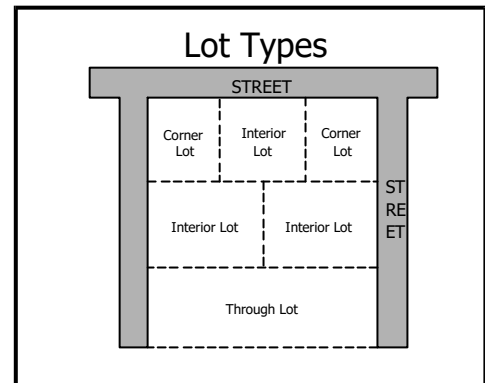 Lot Types
STREET
Corner
Lot
Interior
Lot
Corner
Lot
ST
RE
ET
Interior Lot
Interior Lot
Through Lot